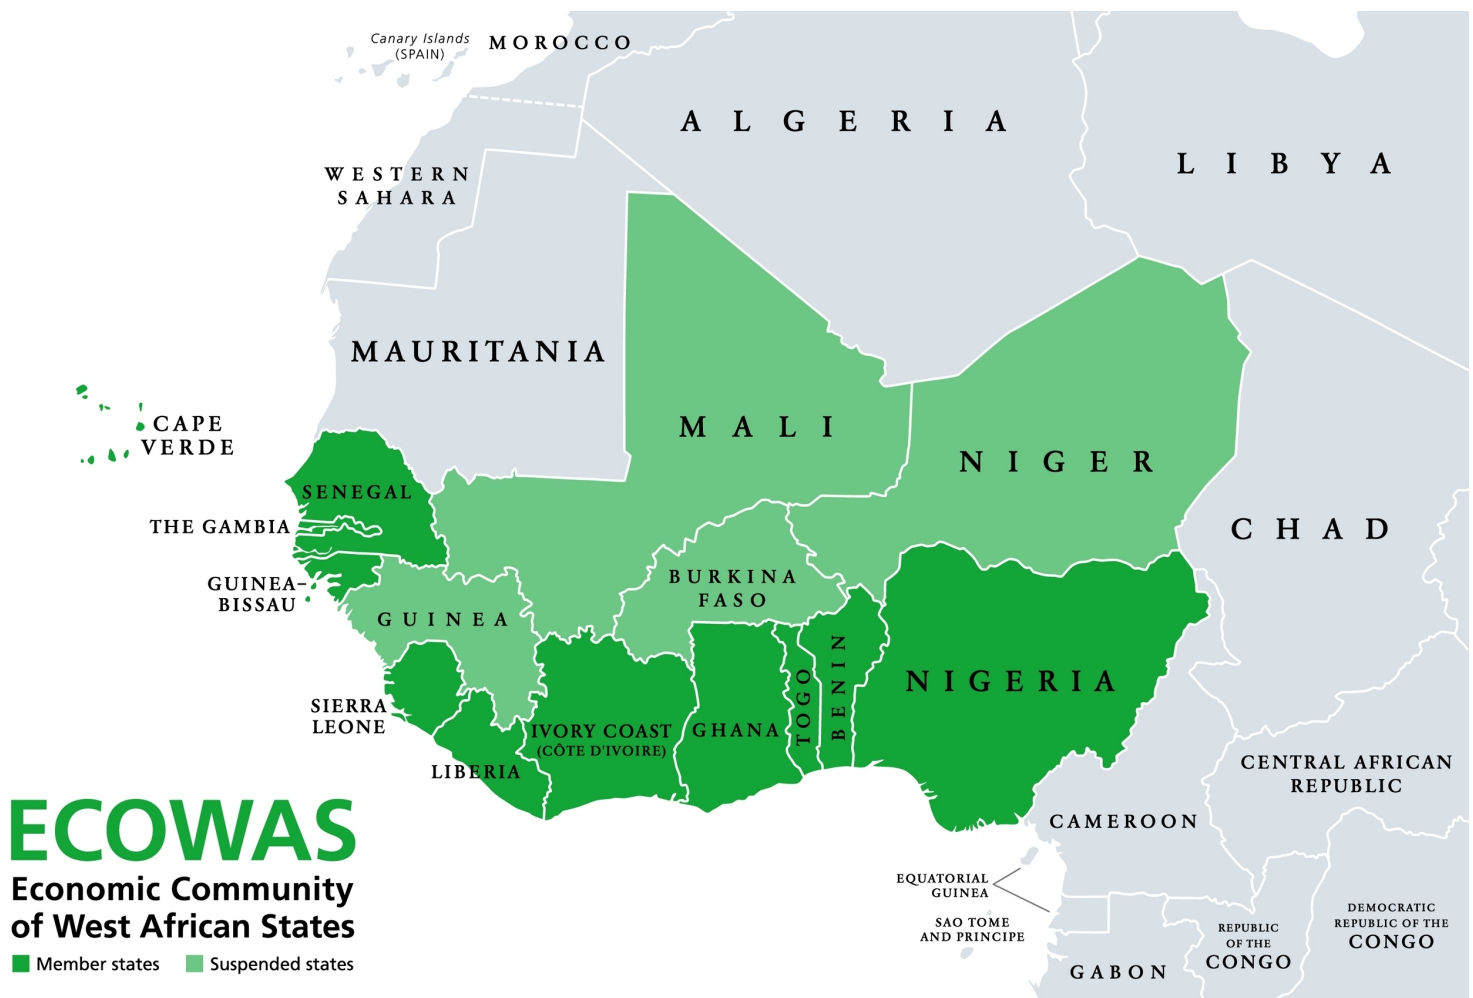 Canary Islands
(SPAIN)
MOROCCO
ALGERIA
LIBYA
WESTERN
SAHARA
MAURITANIA
MALI
NIGER
CHAD
CAPE
VERDE
SENEGAL
THE GAMBIA
GUINEA–
BISSAU
GUINEA
BURKINA
FASO
SIERRA
LEONE
LIBERIA
IVORY COAST
(CÔTE D'IVOIRE)
GHANA
TOGO
BENIN
NIGERIA
CENTRAL AFRICAN
REPUBLIC
CAMEROON
EQUATORIAL
GUINEA
SAO TOME
AND PRINCIPE
GABON
REPUBLIC
OF THE
CONGO
DEMOCRATIC
REPUBLIC OF THE
CONGO
ECOWAS
Economic Community
of West African States
Member states
Suspended states